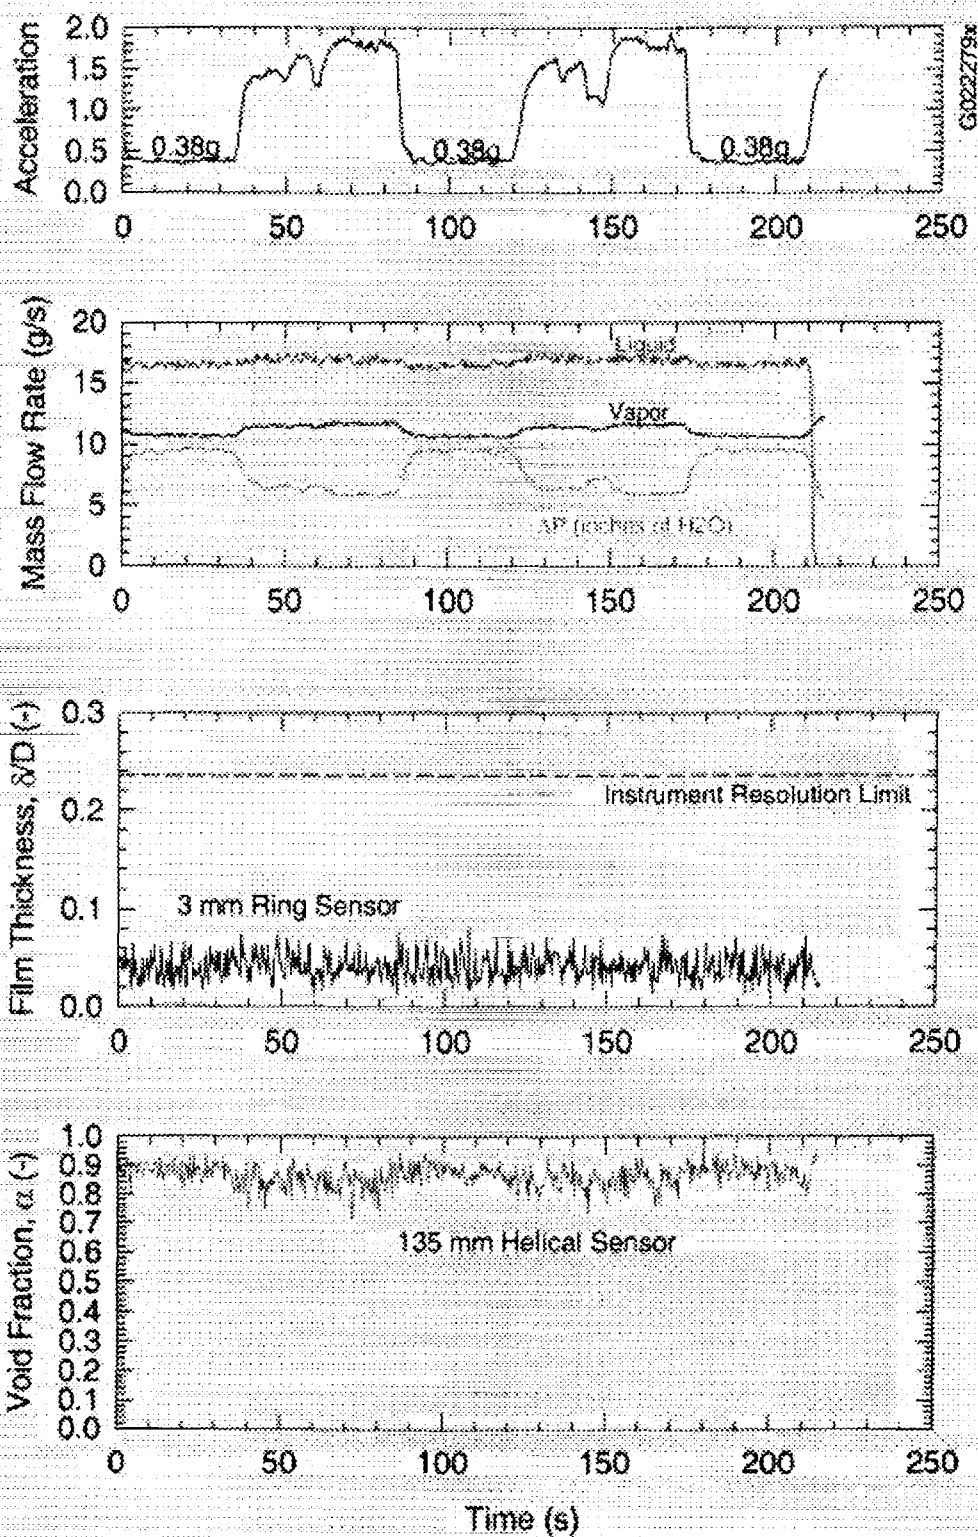 G022279x
Acceleration
2.0
1.5
1.0
0.5
0.0
0.38g
0.38g
0.38g
0 50 100 150 200 250
Mass Flow Rate (g/s)
20
15
10
5
0
Liquid
Vapor
ΔP (inches of H2O)
0 50 100 150 200 250
Film Thickness, δ/D (-)
0.3
0.2
0.1
0.0
Instrument Resolution Limit
3 mm Ring Sensor
0 50 100 150 200 250
Void Fraction, α (-)
1.0
0.9
0.8
0.7
0.6
0.5
0.4
0.3
0.2
0.1
0.0
135 mm Helical Sensor
0 50 100 150 200 250
Time (s)